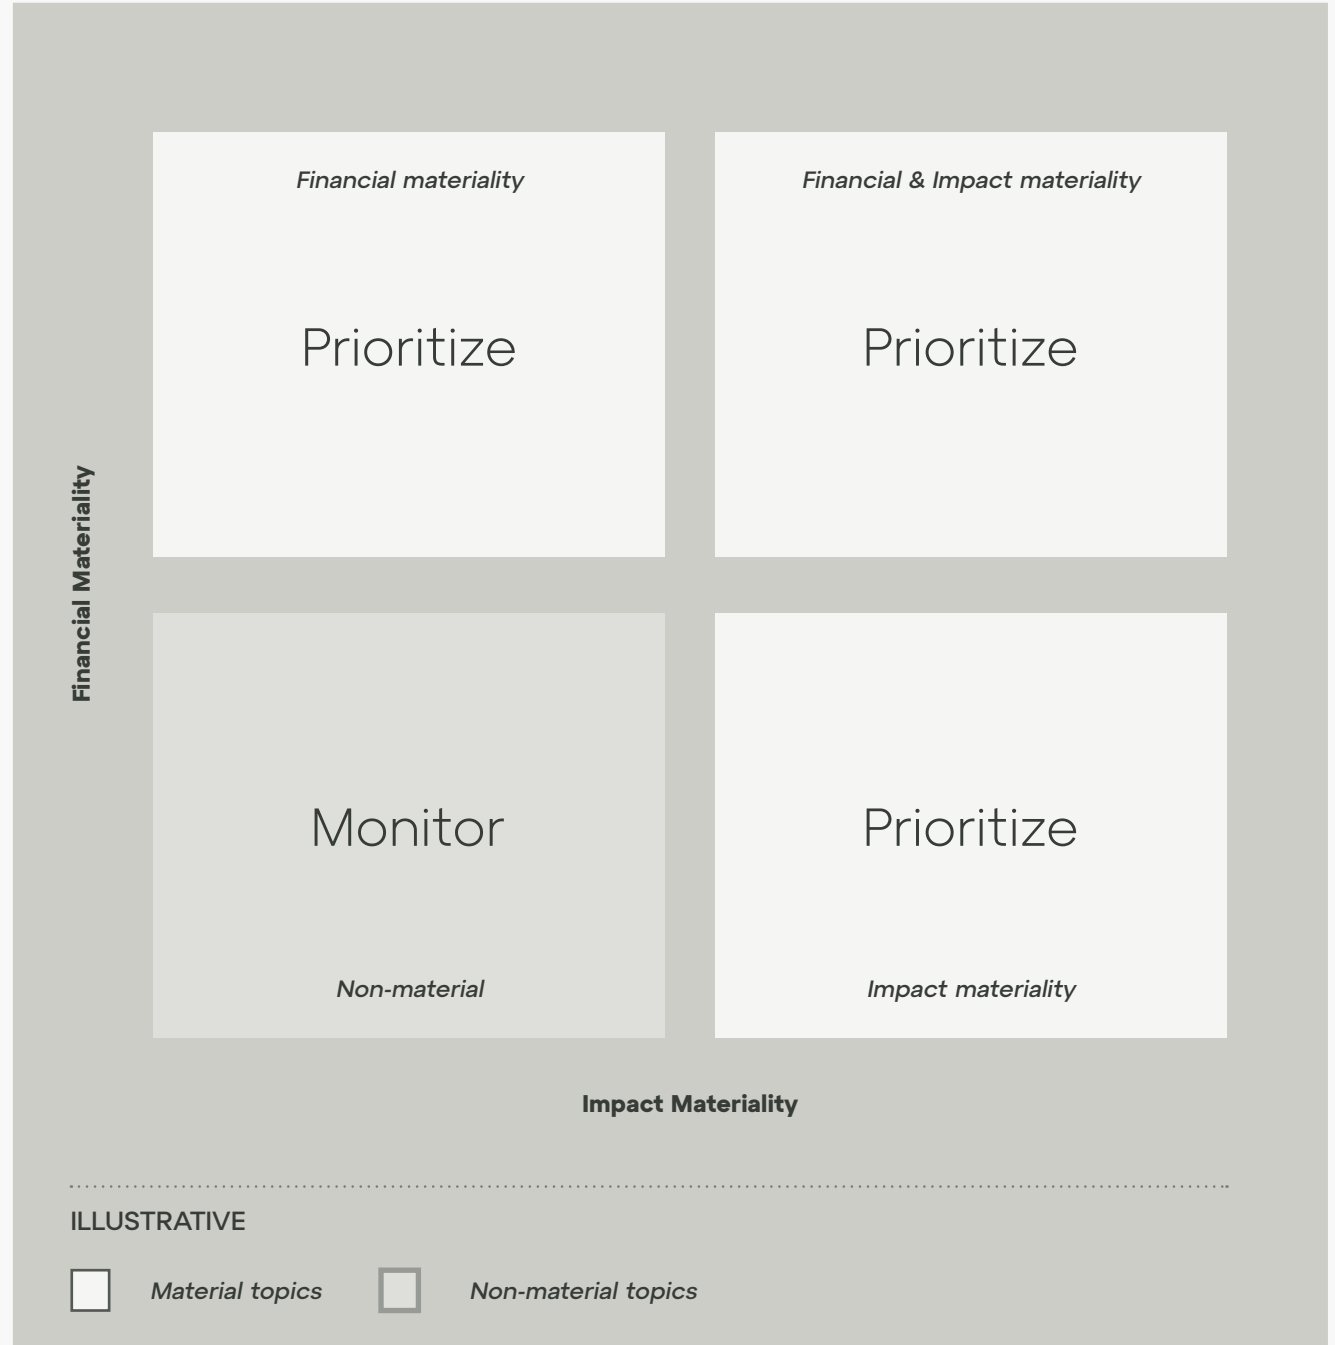 Financial materiality
Financial & Impact materiality
Prioritize
Prioritize
Financial Materiality
Monitor
Prioritize
Non-material
Impact materiality
Impact Materiality
ILLUSTRATIVE
Material topics
Non-material topics